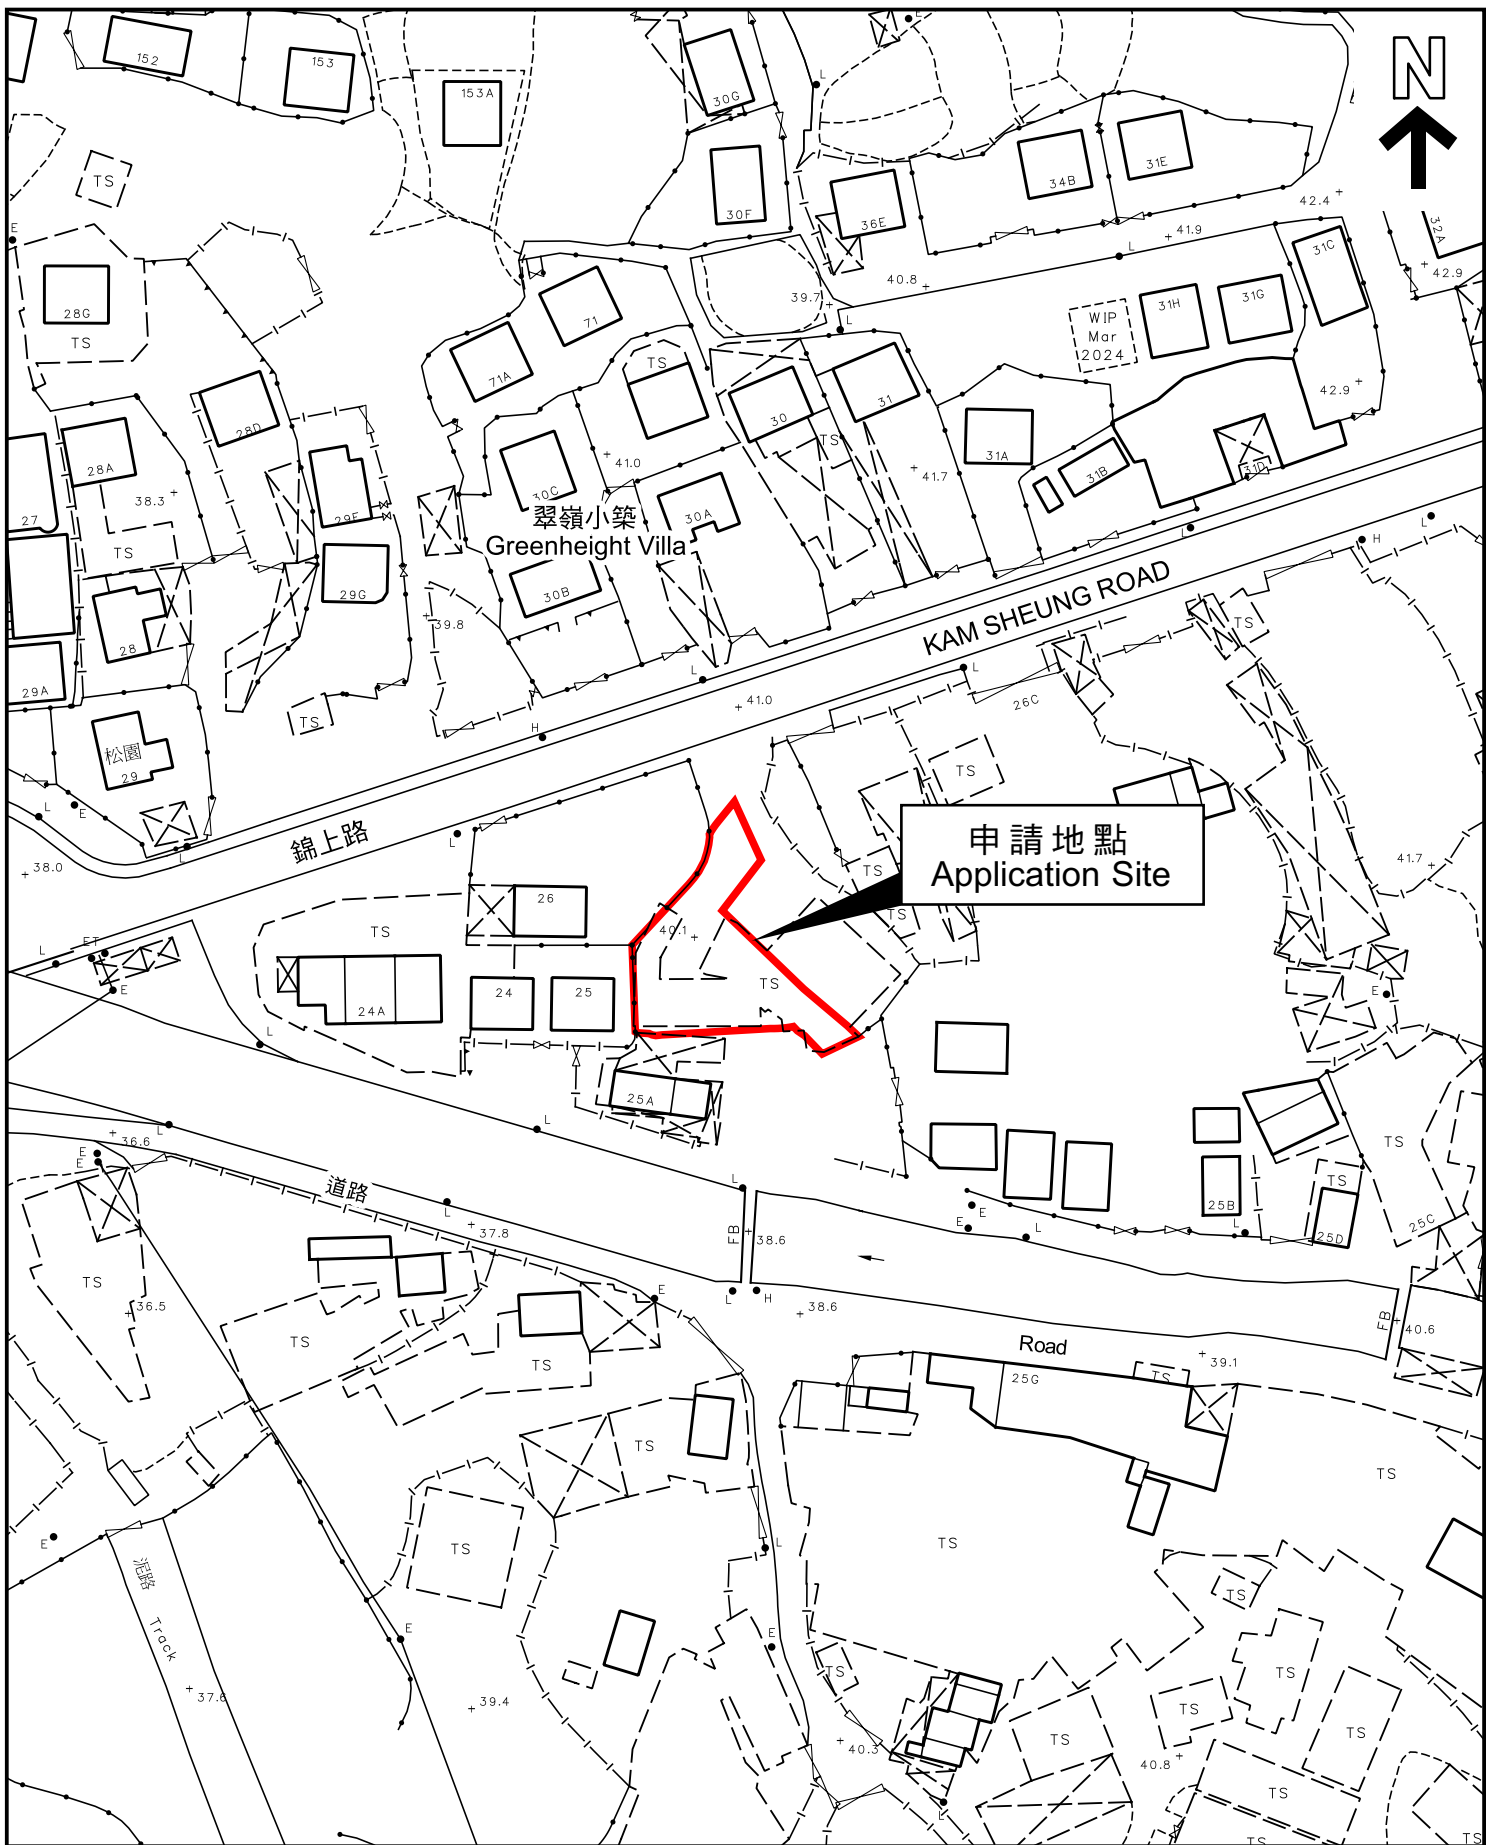 N
152
153
153A
30G
31E
34B
TS
30F
36E
42.4
32A
E
41.9
31C
42.9
40.8
39.7
31H
31G
28G
71
WIP
Mar
2024
TS
71A
TS
42.9
30
31
28D
TS
31A
28A
41.0
41.7
31B
31D
38.3
30C
27
29F
30A
翠嶺小築
Greenheight Villa
TS
H
L
29G
30B
KAM SHEUNG ROAD
28
39.8
TS
29A
L
26C
TS
41.0
H
松園
29
TS
L
E
申請地點
Application Site
錦上路
L
38.0
41.7
TS
26
TS
40.1
TS
L
ET
TS
24
25
24A
E
E
L
25A
36.6
L
L
TS
E
E
道路
L
TS
25B
25C
L
37.8
FB
38.6
E
E
L
L
25D
TS
36.5
E
L
H
38.6
FB
40.6
TS
TS
Road
39.1
25G
TS
TS
TS
E
TS
TS
L
泥路
Track
TS
E
E
TS
TS
37.6
39.4
TS
40.3
TS
TS
40.8
TS
L
TS
TS